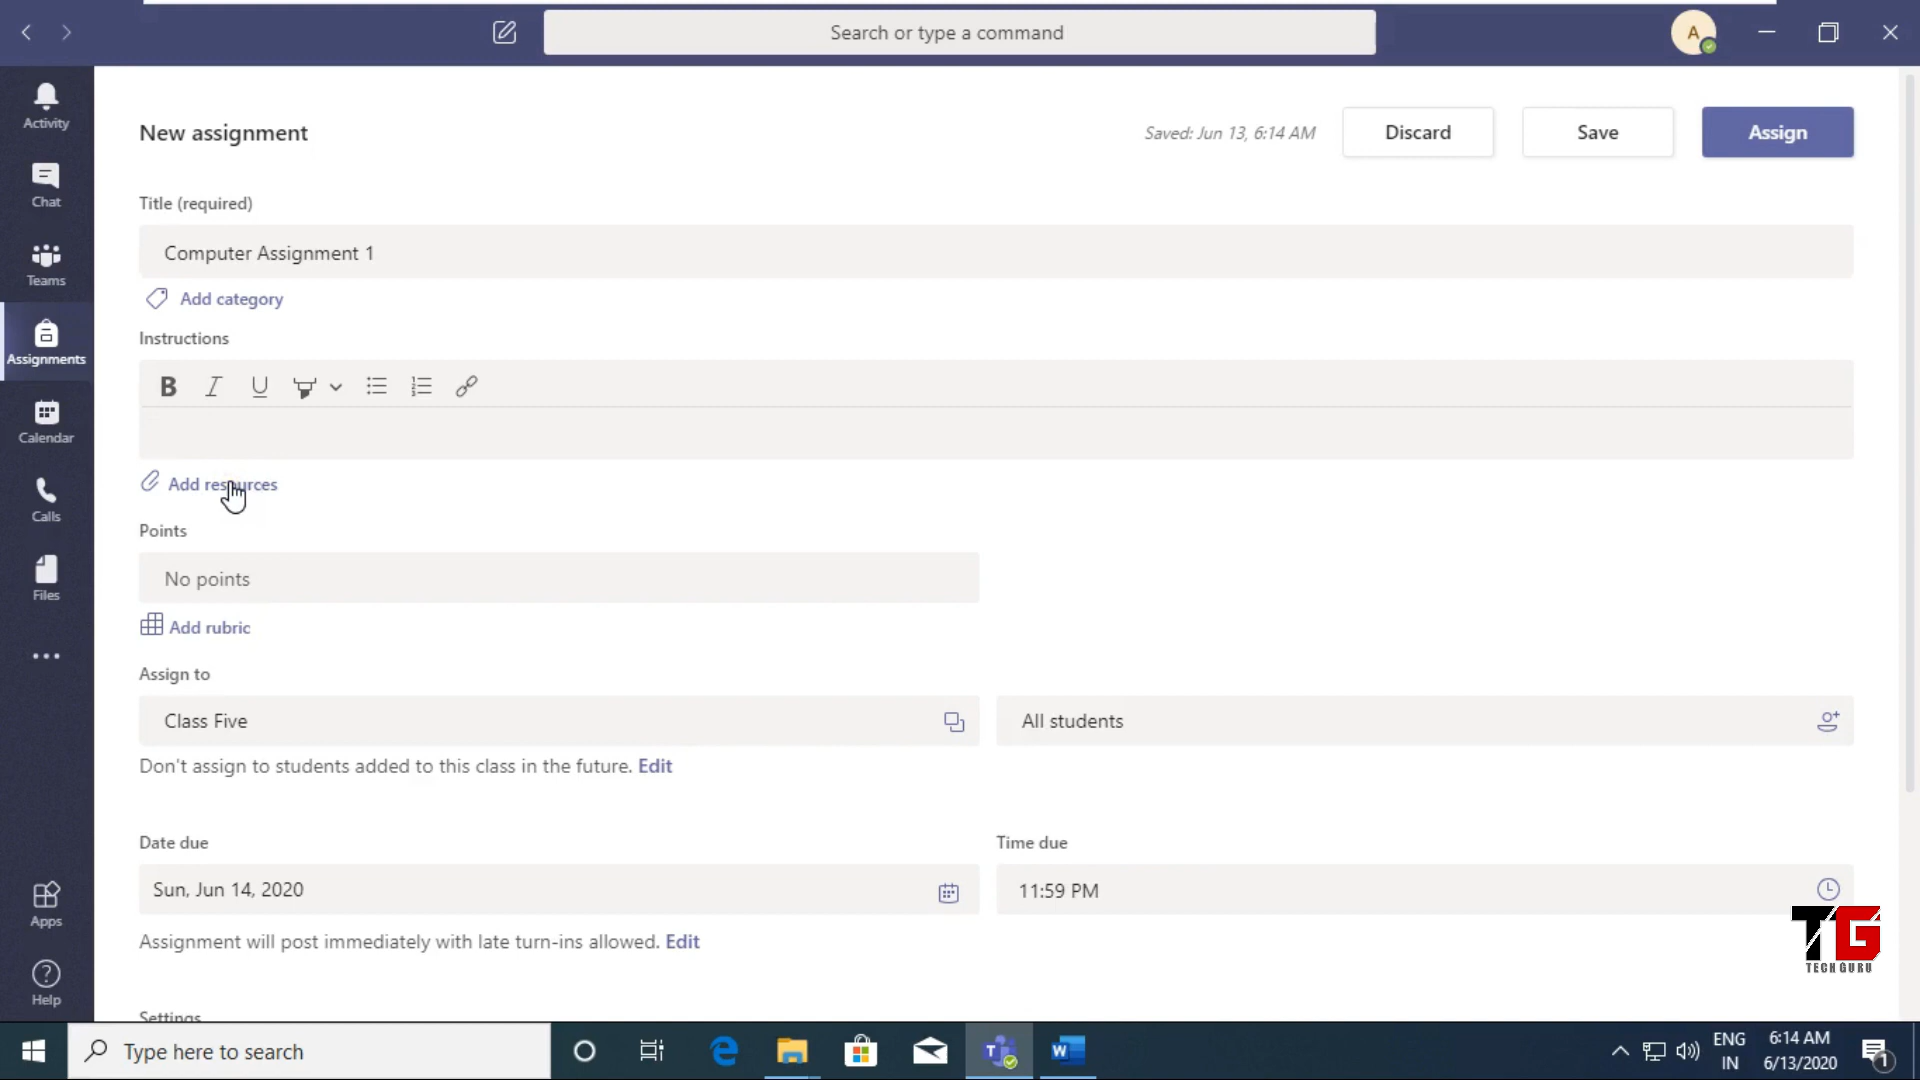 Search or type a command
A
Activity
Chat
Teams
Assignments
Calendar
Calls
Files
Apps
Help
New assignment
Saved: Jun 13, 6:14 AM
Discard
Save
Assign
Title (required)
Computer Assignment 1
Add category
Instructions
B I U
Add resources
Points
No points
Add rubric
Assign to
Class Five
All students
Don't assign to students added to this class in the future. Edit
Date due
Time due
Sun, Jun 14, 2020
11:59 PM
Assignment will post immediately with late turn-ins allowed. Edit
Settings
TG
TECH GURU
Type here to search
ENG
IN
6:14 AM
6/13/2020
1